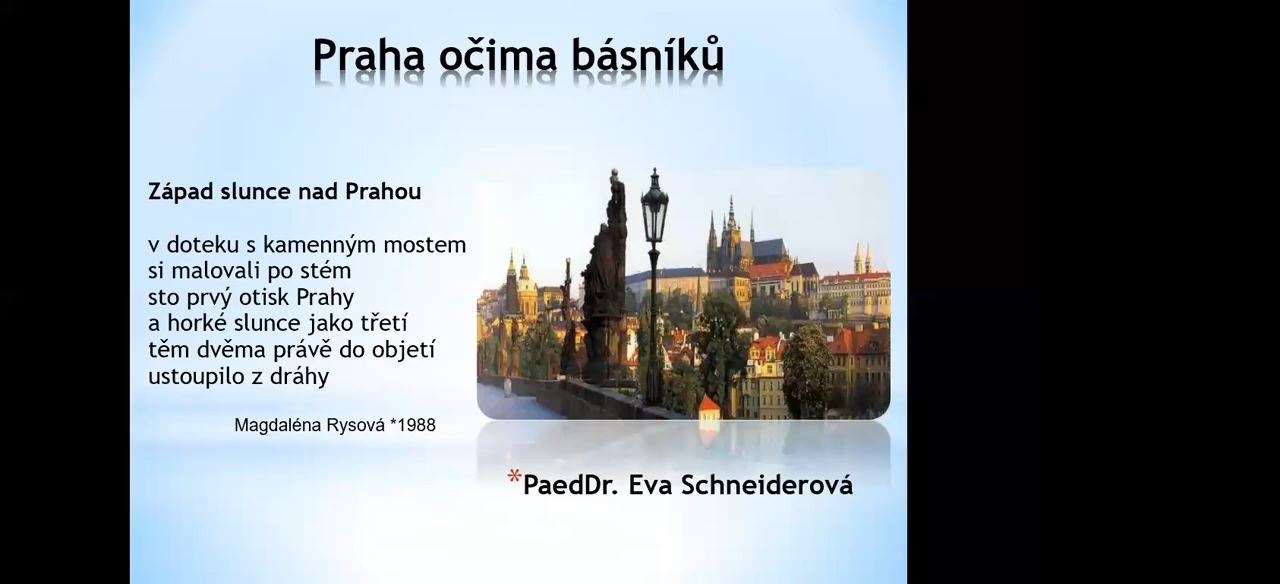 Praha očima básníků
Západ slunce nad Prahou
v doteku s kamenným mostem
si malovali po stém
sto prvý otisk Prahy
a horké slunce jako třetí
těm dvěma právě do objetí
ustoupilo z dráhy
Magdaléna Rysová *1988
*PaedDr. Eva Schneiderová